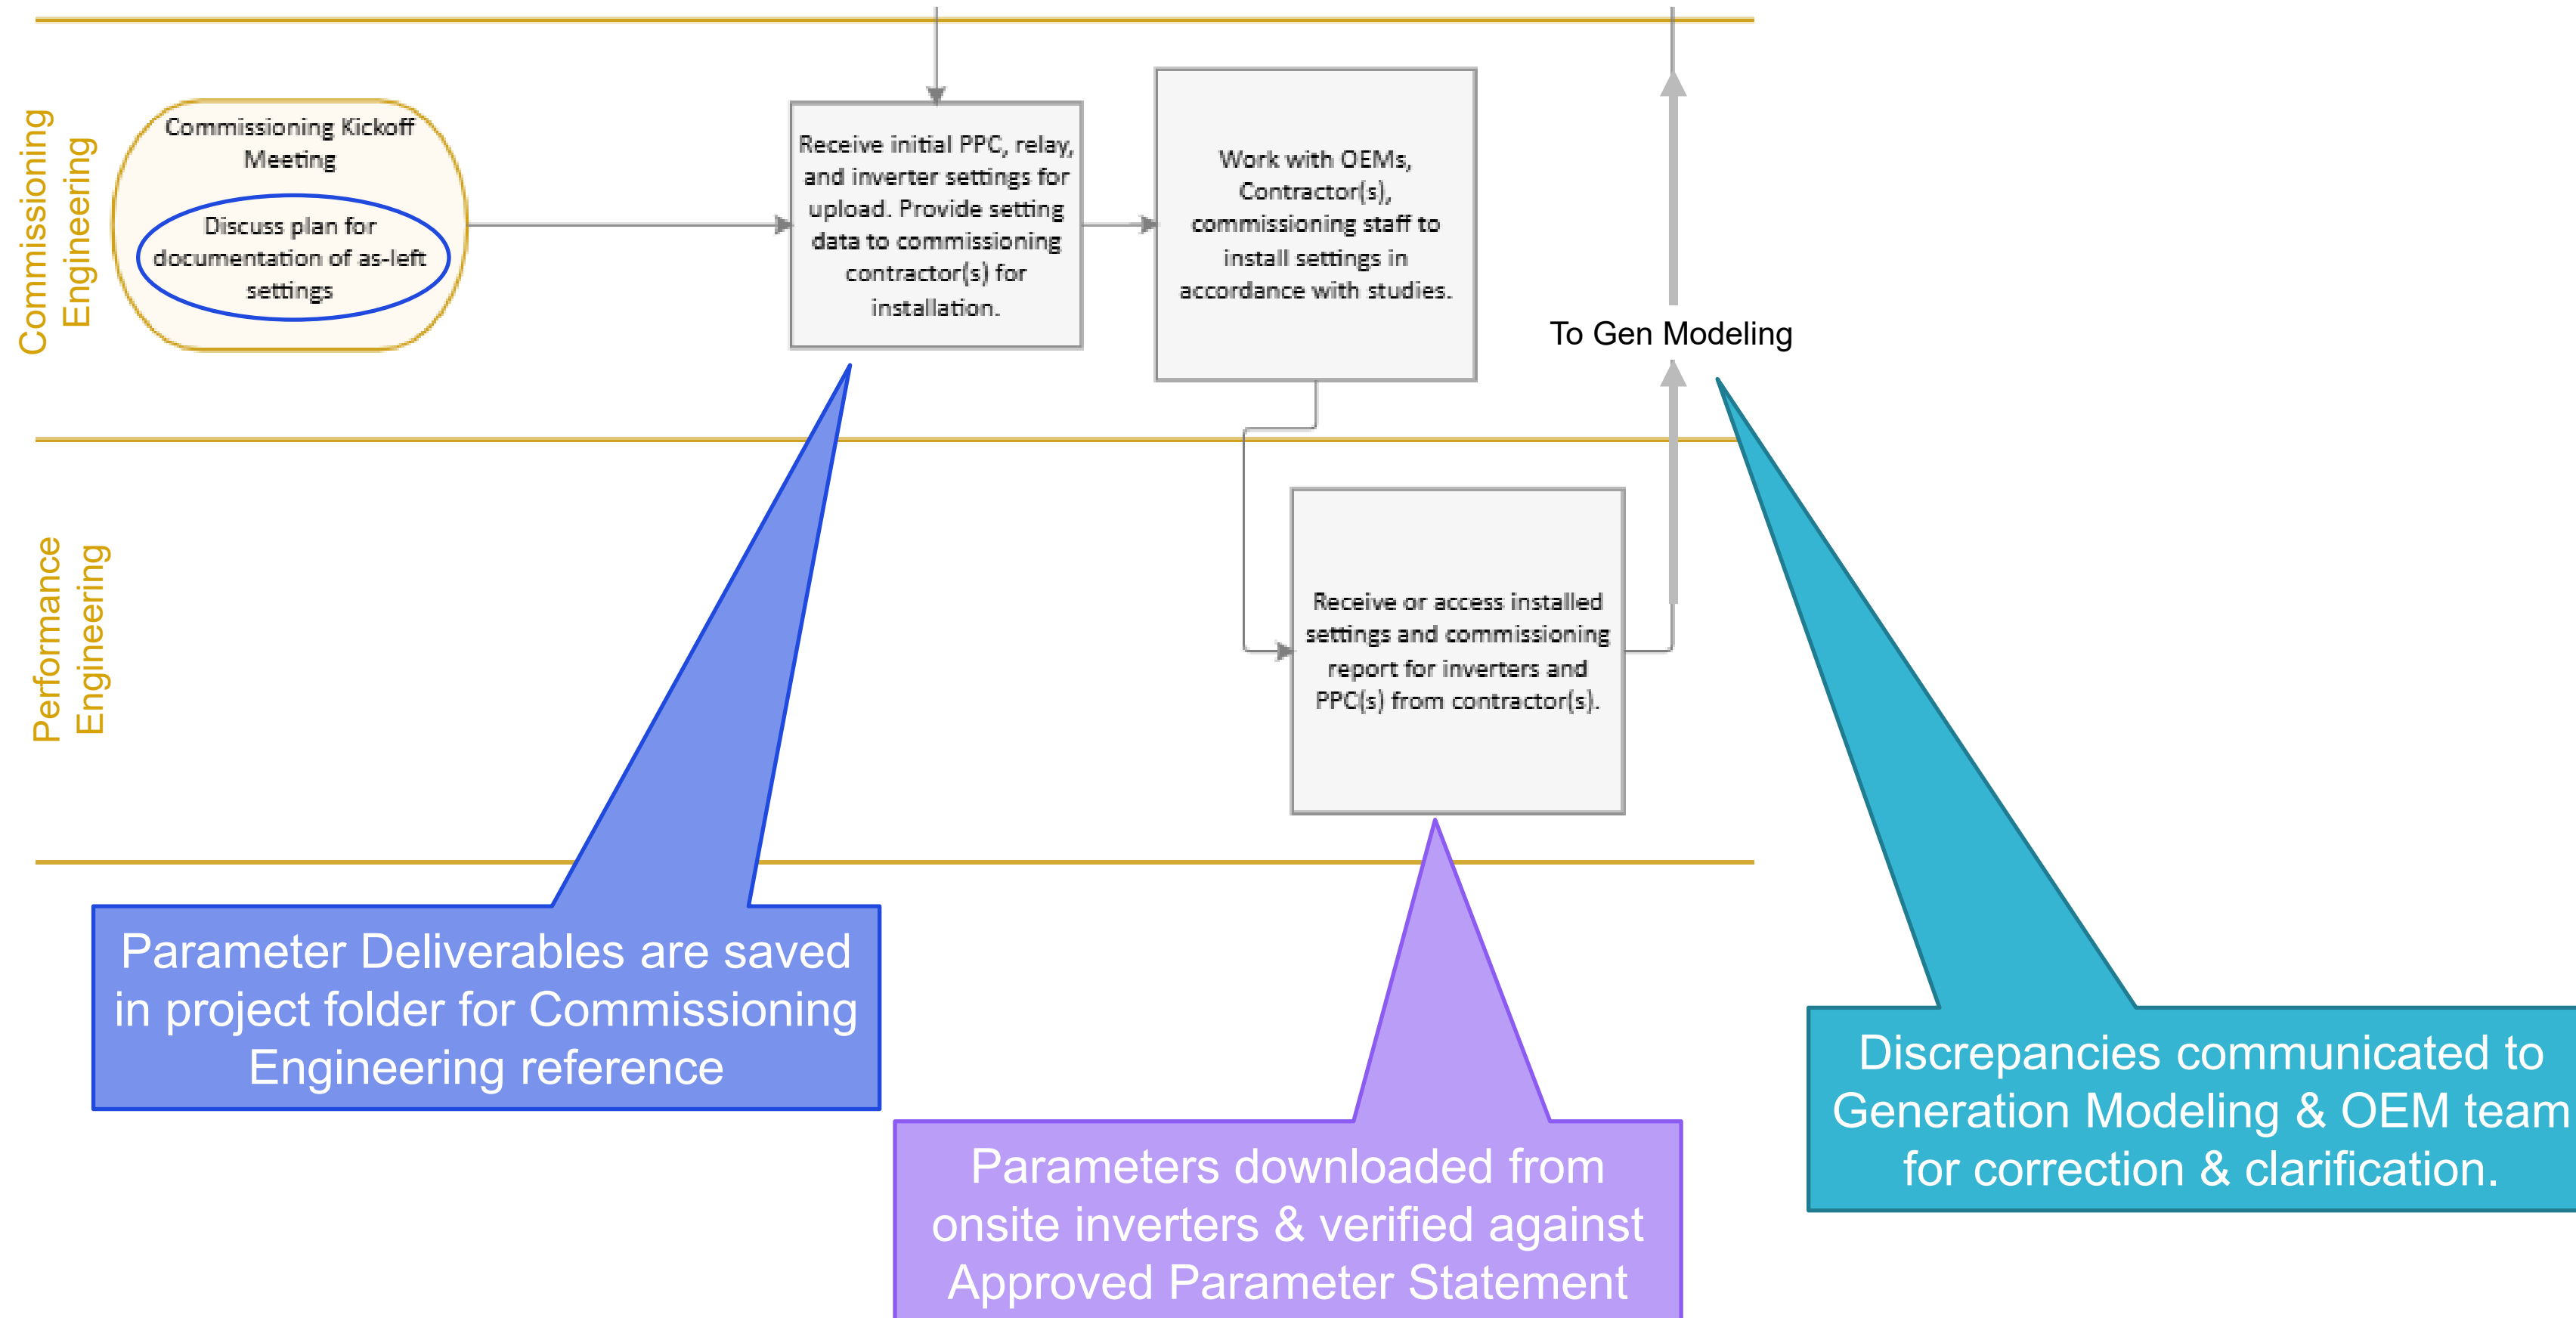 Commissioning
Engineering
Commissioning Kickoff
Meeting
Discuss plan for
documentation of as-left
settings
Receive initial PPC, relay,
and inverter settings for
upload. Provide setting
data to commissioning
contractor(s) for
installation.
Work with OEMs,
Contractor(s),
commissioning staff to
install settings in
accordance with studies.
To Gen Modeling
Performance
Engineering
Receive or access installed
settings and commissioning
report for inverters and
PPC(s) from contractor(s).
Parameter Deliverables are saved
in project folder for Commissioning
Engineering reference
Parameters downloaded from
onsite inverters & verified against
Approved Parameter Statement
Discrepancies communicated to
Generation Modeling & OEM team
for correction & clarification.